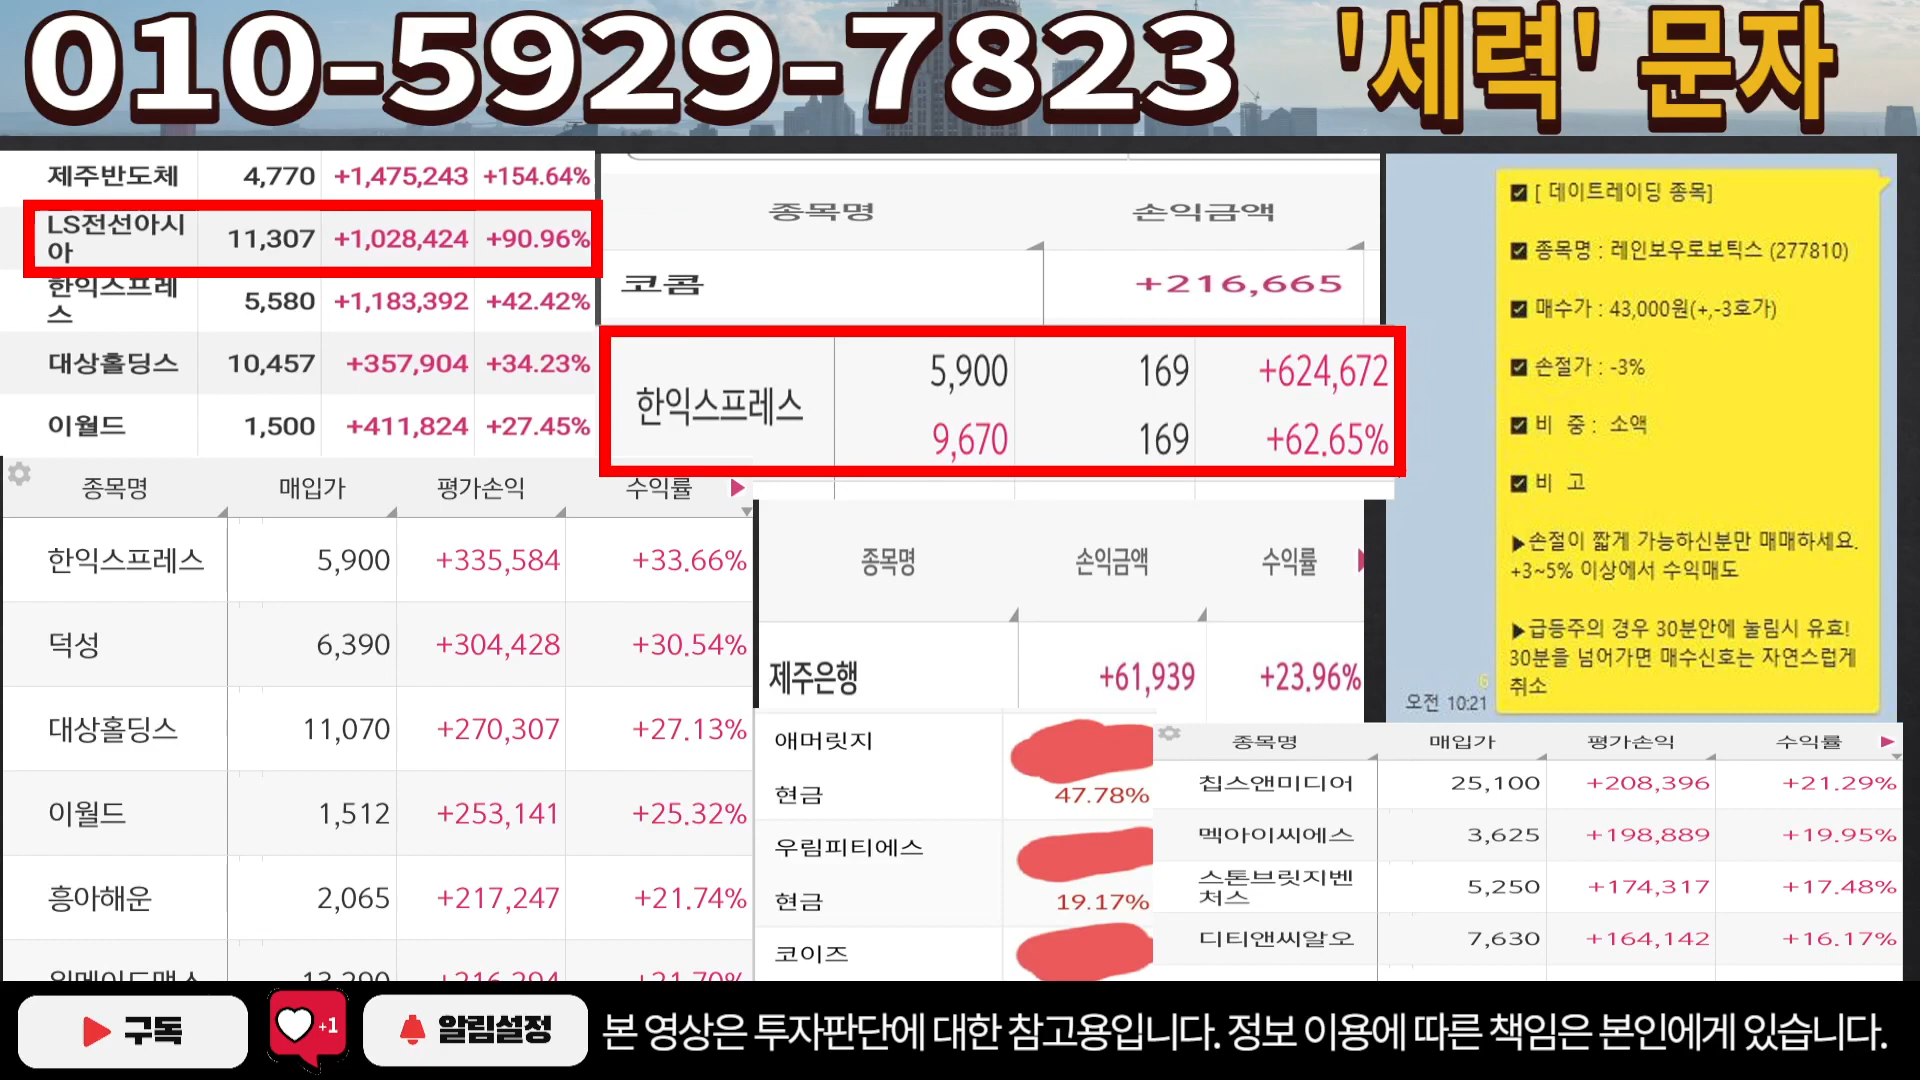 010-5929-7823 '세력' 문자
제주반도체 4,770 +1,475,243 +154.64%
LS전선아시
아 11,307 +1,028,424 +90.96%
한익스프레
스 5,580 +1,183,392 +42.42%
대상홀딩스 10,457 +357,904 +34.23%
이월드 1,500 +411,824 +27.45%
종목명 손익금액
코콤 +216,665
한익스프레스 5,900 169 +624,672
9,670 169 +62.65%
[ 데이트레이딩 종목]
종목명 : 레인보우로보틱스 (277810)
매수가 : 43,000원(+,-3호가)
손절가 : -3%
비 중 : 소액
비 고
▶손절이 짧게 가능하신분만 매매하세요.
+3~5% 이상에서 수익매도
▶급등주의 경우 30분안에 눌림시 유효!
30분을 넘어가면 매수신호는 자연스럽게
취소
6
오전 10:21
종목명 매입가 평가손익 수익률
한익스프레스 5,900 +335,584 +33.66%
덕성 6,390 +304,428 +30.54%
대상홀딩스 11,070 +270,307 +27.13%
이월드 1,512 +253,141 +25.32%
흥아해운 2,065 +217,247 +21.74%
종목명 손익금액 수익률
제주은행 +61,939 +23.96%
애머릿지
현금 47.78%
우림피티에스
현금 19.17%
코이즈
종목명 매입가 평가손익 수익률
칩스앤미디어 25,100 +208,396 +21.29%
멕아이씨에스 3,625 +198,889 +19.95%
스톤브릿지벤
처스 5,250 +174,317 +17.48%
디티앤씨알오 7,630 +164,142 +16.17%
구독 +1 알림설정 본 영상은 투자판단에 대한 참고용입니다. 정보 이용에 따른 책임은 본인에게 있습니다.